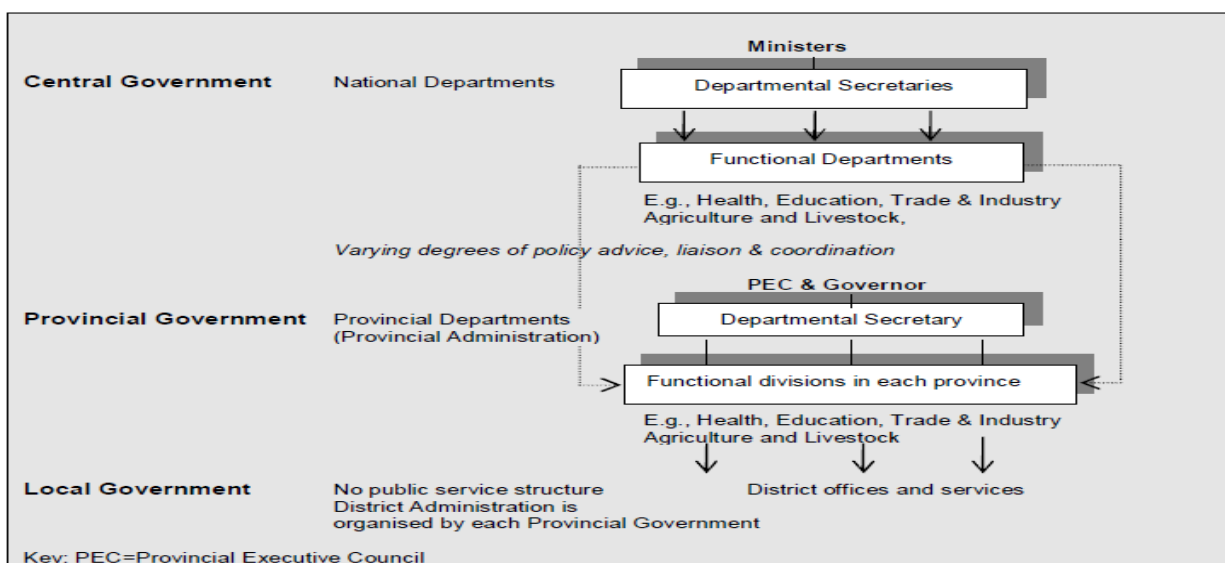 Ministers
Central Government National Departments Departmental Secretaries
Functional Departments
E.g., Health, Education, Trade & Industry
Agriculture and Livestock,
Varying degrees of policy advice, liaison & coordination
PEC & Governor
Provincial Government Provincial Departments Departmental Secretary
(Provincial Administration)
Functional divisions in each province
E.g., Health, Education, Trade & Industry
Agriculture and Livestock
Local Government No public service structure District offices and services
District Administration is
organised by each Provincial Government
Key: PEC=Provincial Executive Council